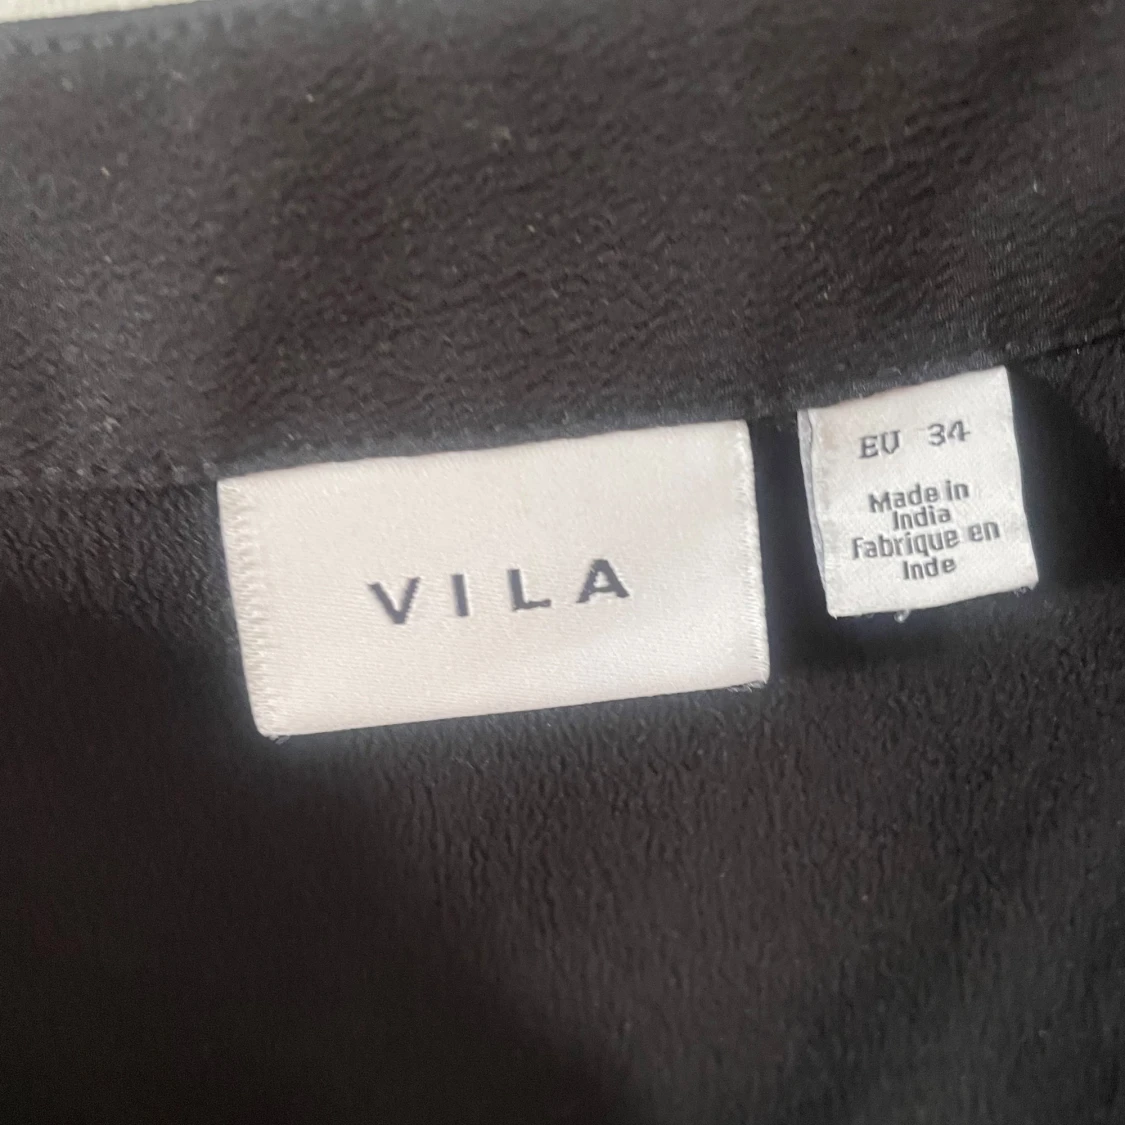 VILA
EU 34
Made in
India
Fabrique en
Inde